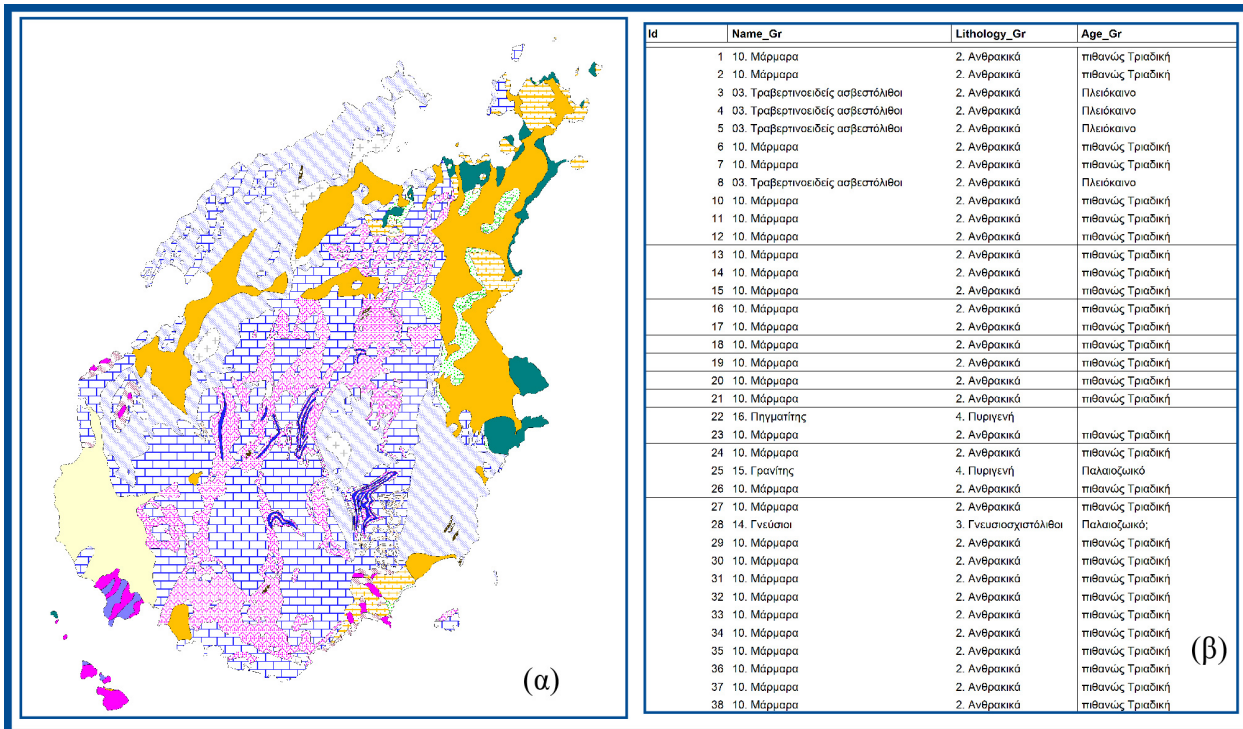 (α)
Id Name_Gr Lithology_Gr Age_Gr
1 10. Μάρμαρα 2. Ανθρακικά πιθανώς Τριαδική
2 10. Μάρμαρα 2. Ανθρακικά πιθανώς Τριαδική
3 03. Τραβερτινοειδείς ασβεστόλιθοι 2. Ανθρακικά Πλειόκαινο
4 03. Τραβερτινοειδείς ασβεστόλιθοι 2. Ανθρακικά Πλειόκαινο
5 03. Τραβερτινοειδείς ασβεστόλιθοι 2. Ανθρακικά Πλειόκαινο
6 10. Μάρμαρα 2. Ανθρακικά πιθανώς Τριαδική
7 10. Μάρμαρα 2. Ανθρακικά πιθανώς Τριαδική
8 03. Τραβερτινοειδείς ασβεστόλιθοι 2. Ανθρακικά Πλειόκαινο
10 10. Μάρμαρα 2. Ανθρακικά πιθανώς Τριαδική
11 10. Μάρμαρα 2. Ανθρακικά πιθανώς Τριαδική
12 10. Μάρμαρα 2. Ανθρακικά πιθανώς Τριαδική
13 10. Μάρμαρα 2. Ανθρακικά πιθανώς Τριαδική
14 10. Μάρμαρα 2. Ανθρακικά πιθανώς Τριαδική
15 10. Μάρμαρα 2. Ανθρακικά πιθανώς Τριαδική
16 10. Μάρμαρα 2. Ανθρακικά πιθανώς Τριαδική
17 10. Μάρμαρα 2. Ανθρακικά πιθανώς Τριαδική
18 10. Μάρμαρα 2. Ανθρακικά πιθανώς Τριαδική
19 10. Μάρμαρα 2. Ανθρακικά πιθανώς Τριαδική
20 10. Μάρμαρα 2. Ανθρακικά πιθανώς Τριαδική
21 10. Μάρμαρα 2. Ανθρακικά πιθανώς Τριαδική
22 16. Πηγματίτης 4. Πυριγενή
23 10. Μάρμαρα 2. Ανθρακικά πιθανώς Τριαδική
24 10. Μάρμαρα 2. Ανθρακικά πιθανώς Τριαδική
25 15. Γρανίτης 4. Πυριγενή Παλαιοζωικό
26 10. Μάρμαρα 2. Ανθρακικά πιθανώς Τριαδική
27 10. Μάρμαρα 2. Ανθρακικά πιθανώς Τριαδική
28 14. Γνεύσιοι 3. Γνευσιοσχιστόλιθοι Παλαιοζωικό;
29 10. Μάρμαρα 2. Ανθρακικά πιθανώς Τριαδική
30 10. Μάρμαρα 2. Ανθρακικά πιθανώς Τριαδική
31 10. Μάρμαρα 2. Ανθρακικά πιθανώς Τριαδική
32 10. Μάρμαρα 2. Ανθρακικά πιθανώς Τριαδική
33 10. Μάρμαρα 2. Ανθρακικά πιθανώς Τριαδική
34 10. Μάρμαρα 2. Ανθρακικά πιθανώς Τριαδική
35 10. Μάρμαρα 2. Ανθρακικά πιθανώς Τριαδική
36 10. Μάρμαρα 2. Ανθρακικά πιθανώς Τριαδική
37 10. Μάρμαρα 2. Ανθρακικά πιθανώς Τριαδική
38 10. Μάρμαρα 2. Ανθρακικά πιθανώς Τριαδική
(β)